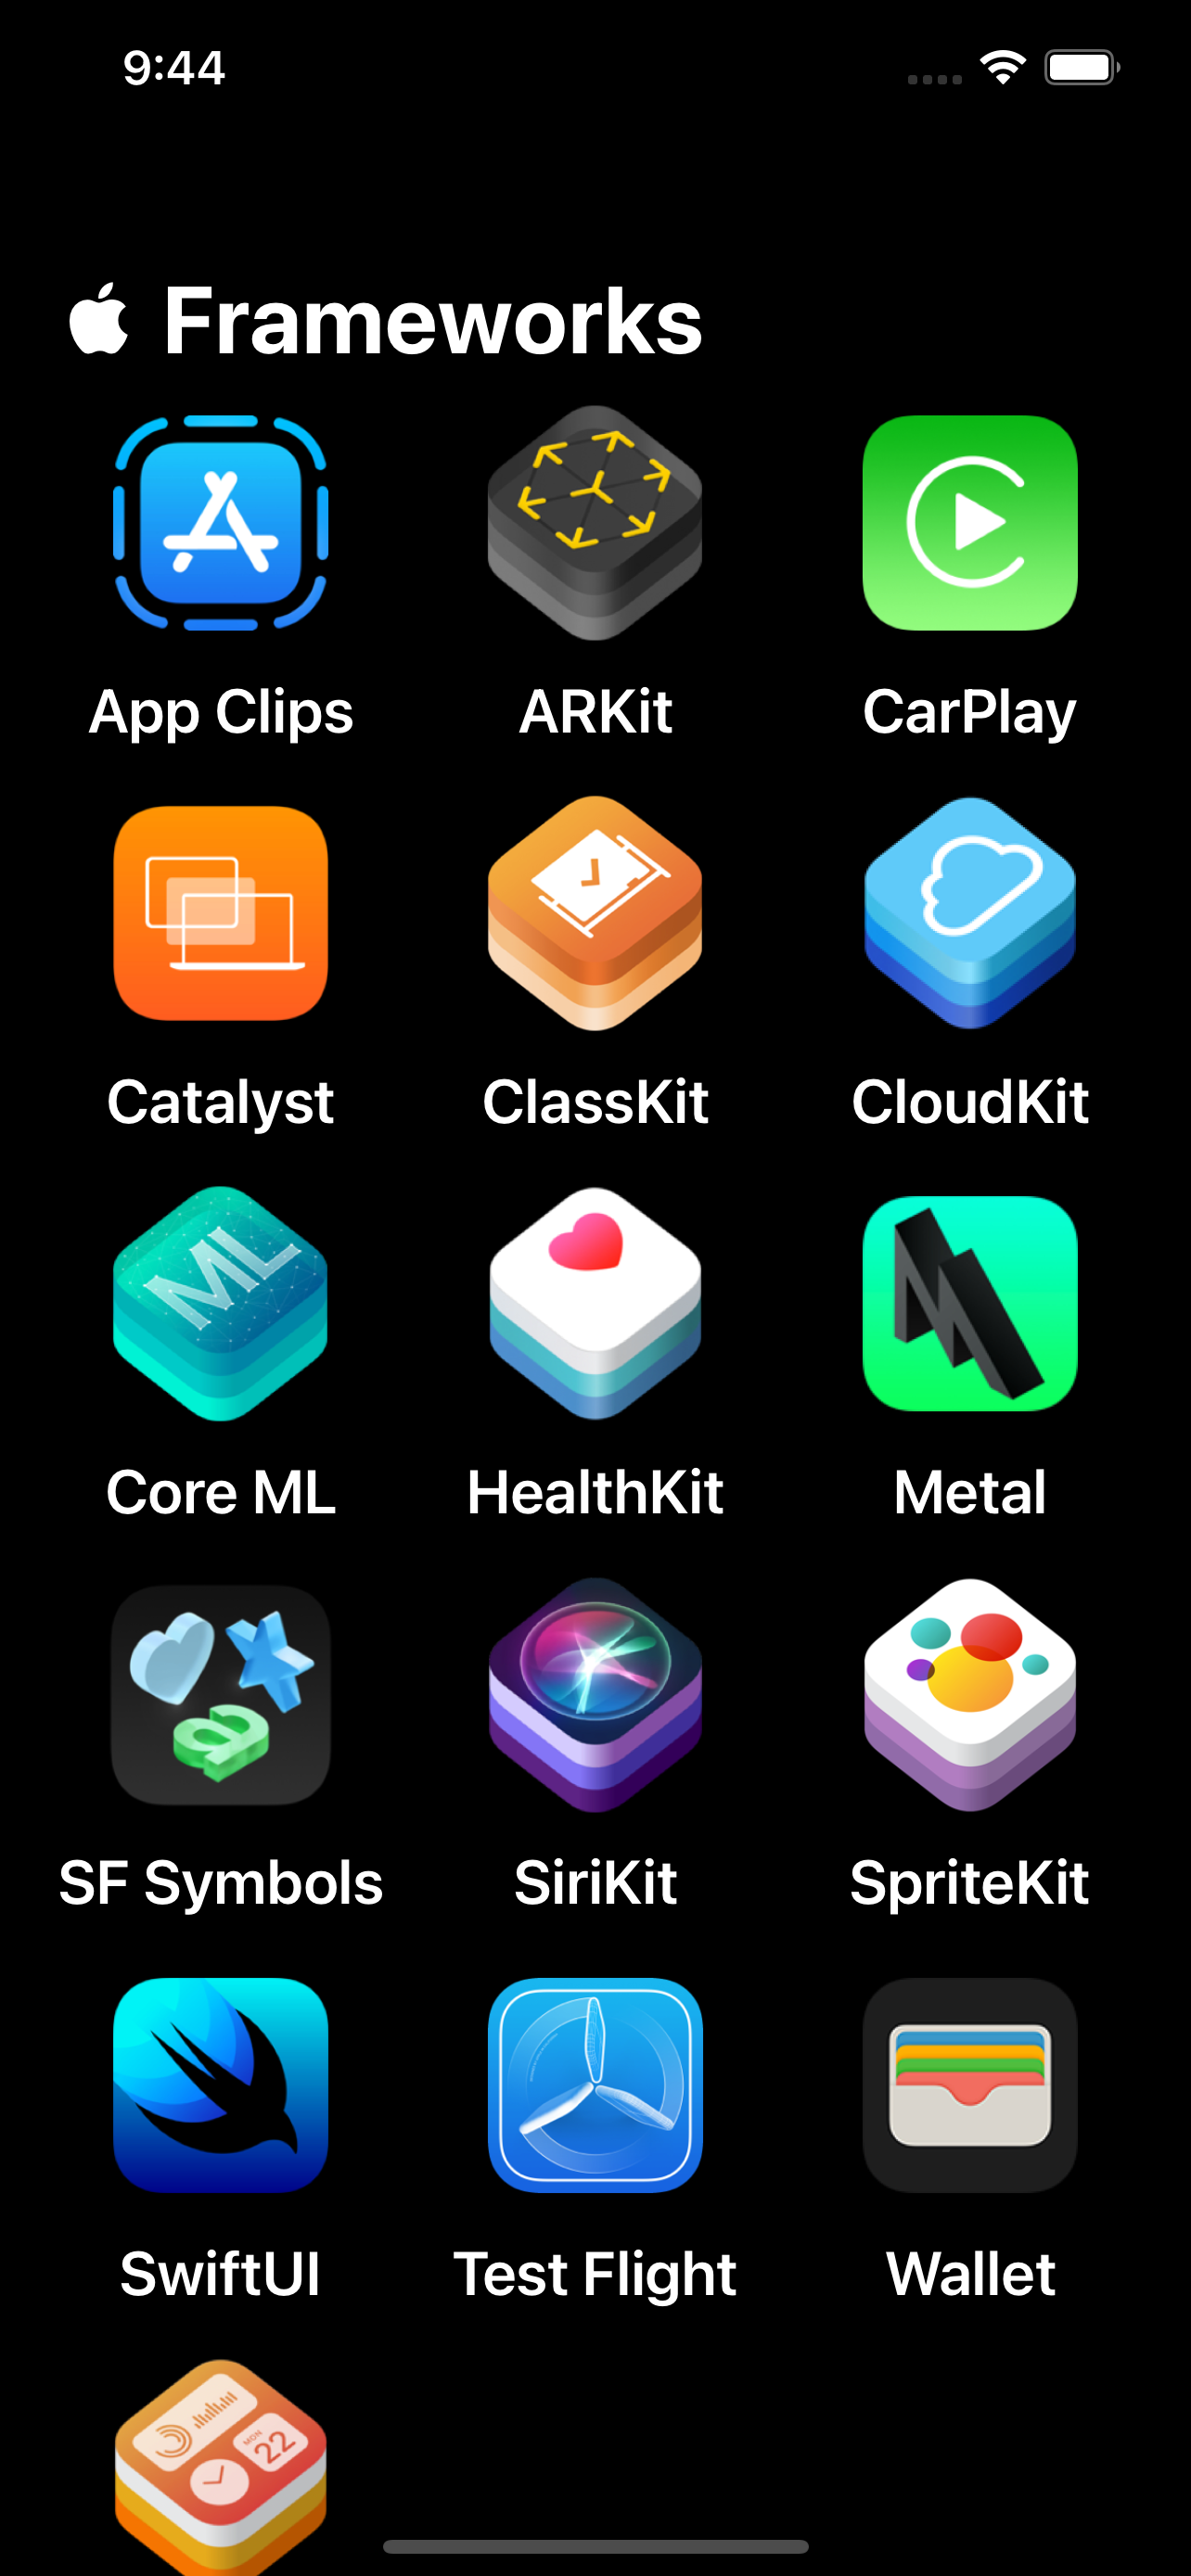 9:44
Frameworks
App Clips ARKit CarPlay
Catalyst ClassKit CloudKit
ML
Core ML HealthKit Metal
a
SF Symbols SiriKit SpriteKit
SwiftUI Test Flight Wallet
MON
22